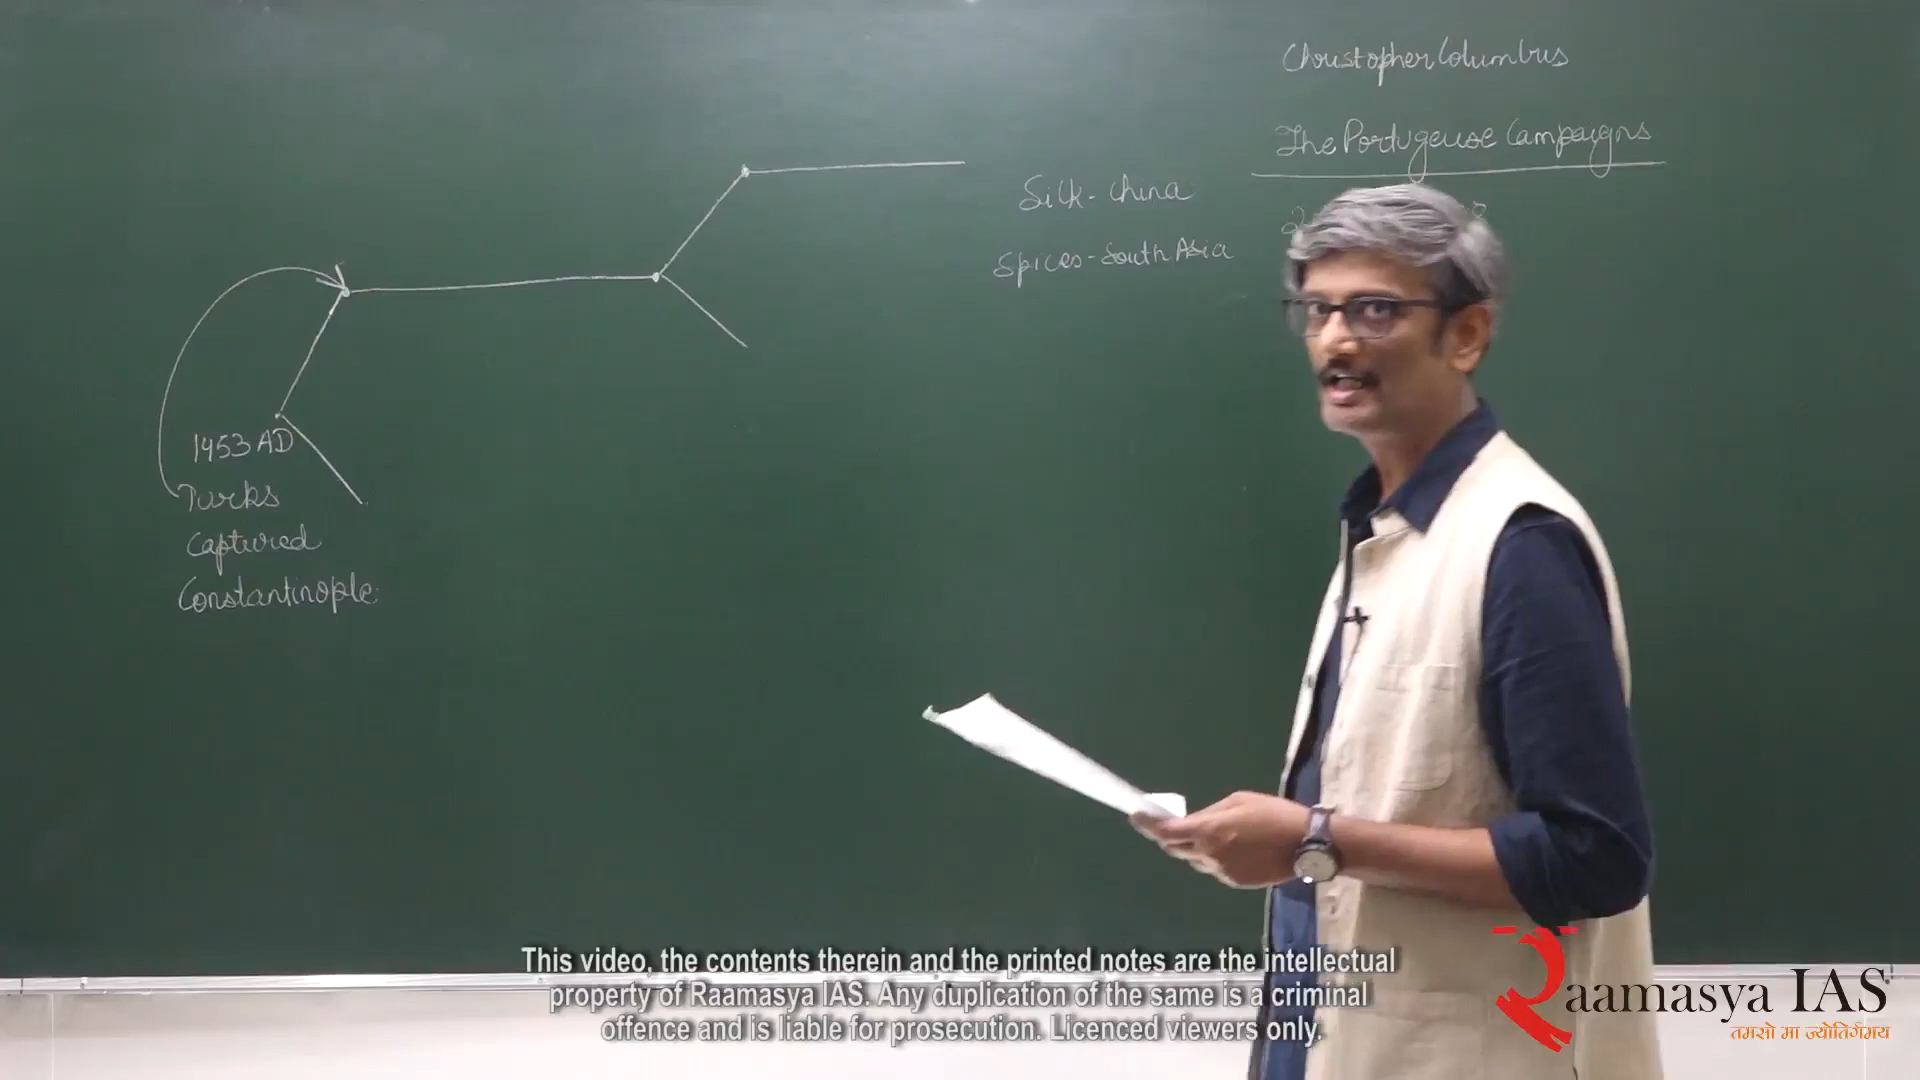 Christopher Columbus
The Portugeuse Campaigns
Silk - China
Spices - South Asia
1453 AD
Turks
Captured
Constantinople
This video, the contents therein and the printed notes are the intellectual
property of Raamasya IAS. Any duplication of the same is a criminal
offence and is liable for prosecution. Licenced viewers only.
Raamasya IAS
तमसो मा ज्योतिर्गमय